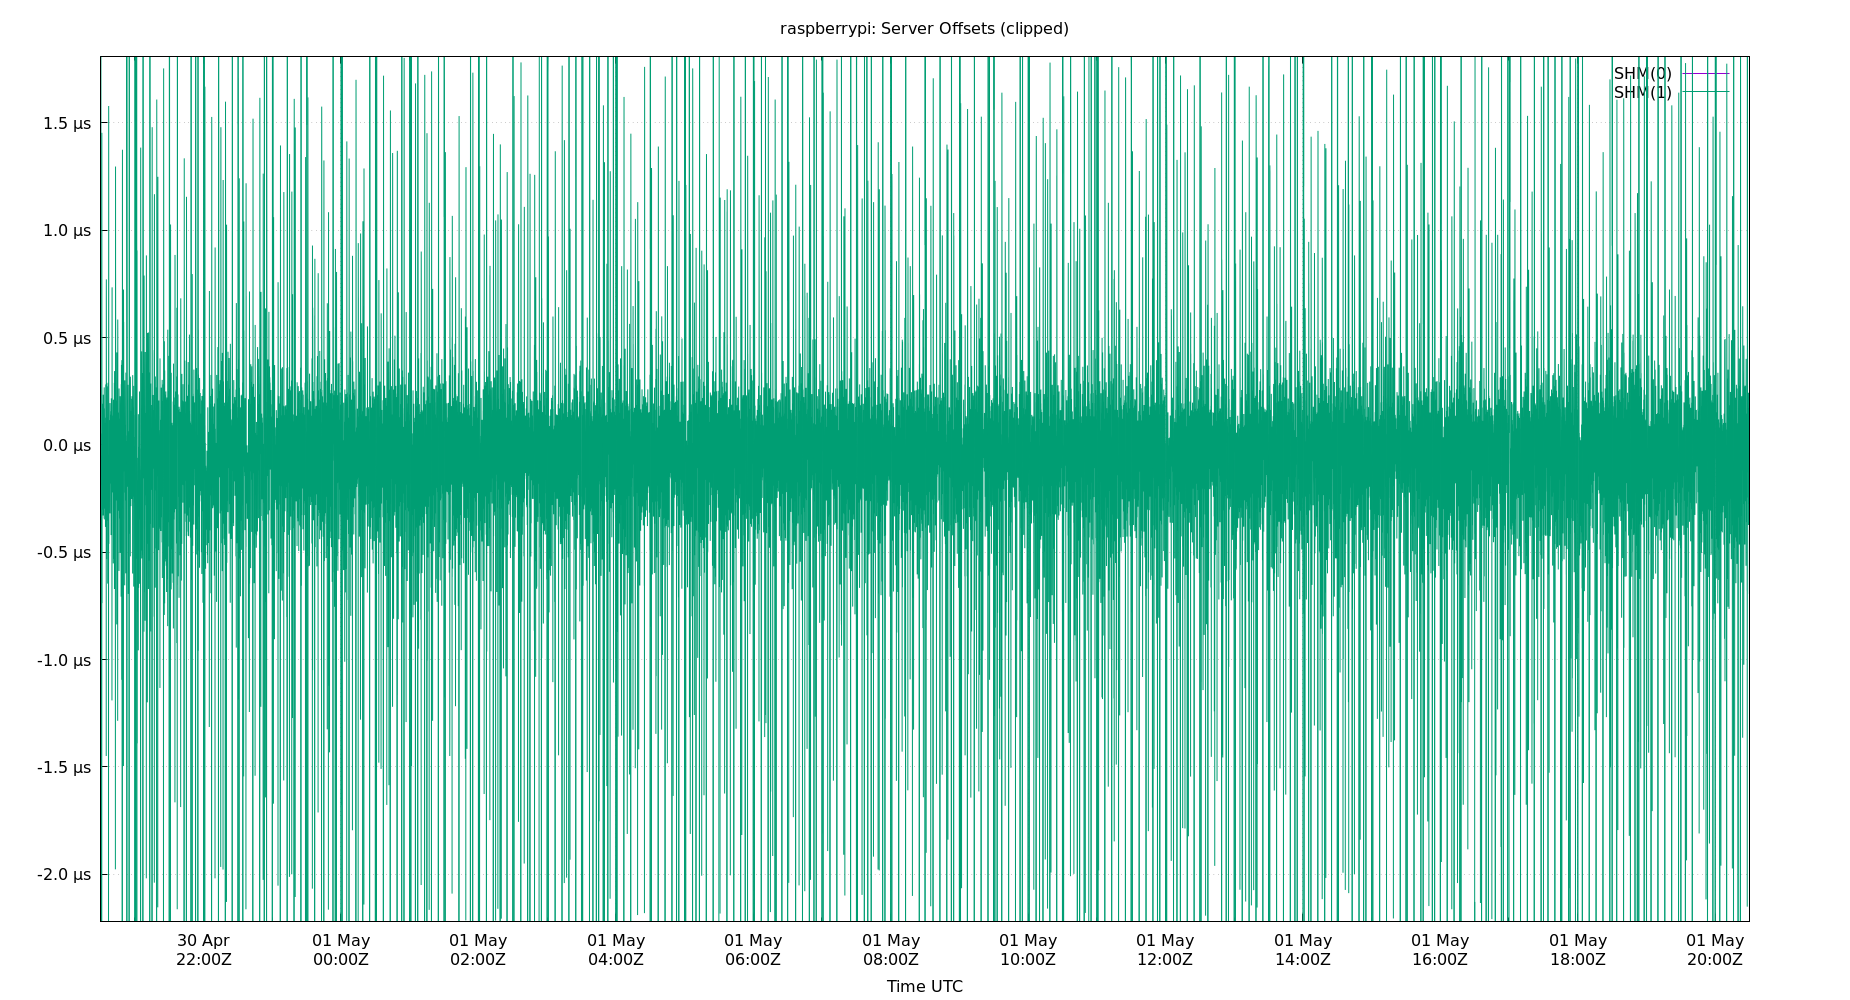 raspberrypi: Server Offsets (clipped)
SHM(0)
SHM(1)
1.5 µs
1.0 µs
0.5 µs
0.0 µs
-0.5 µs
-1.0 µs
-1.5 µs
-2.0 µs
30 Apr 01 May 01 May 01 May 01 May 01 May 01 May 01 May 01 May 01 May 01 May 01 May
22:00Z 00:00Z 02:00Z 04:00Z 06:00Z 08:00Z 10:00Z 12:00Z 14:00Z 16:00Z 18:00Z 20:00Z
Time UTC